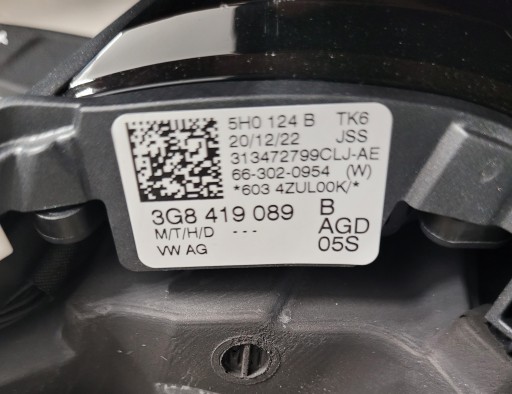 5H0 124 B TK6
20/12/22 JSS
313472799CLJ-AE
66-302-0954 (W)
*603 4ZUL00K/*
3G8 419 089 B
M/T/H/D --- AGD
VW AG 05S